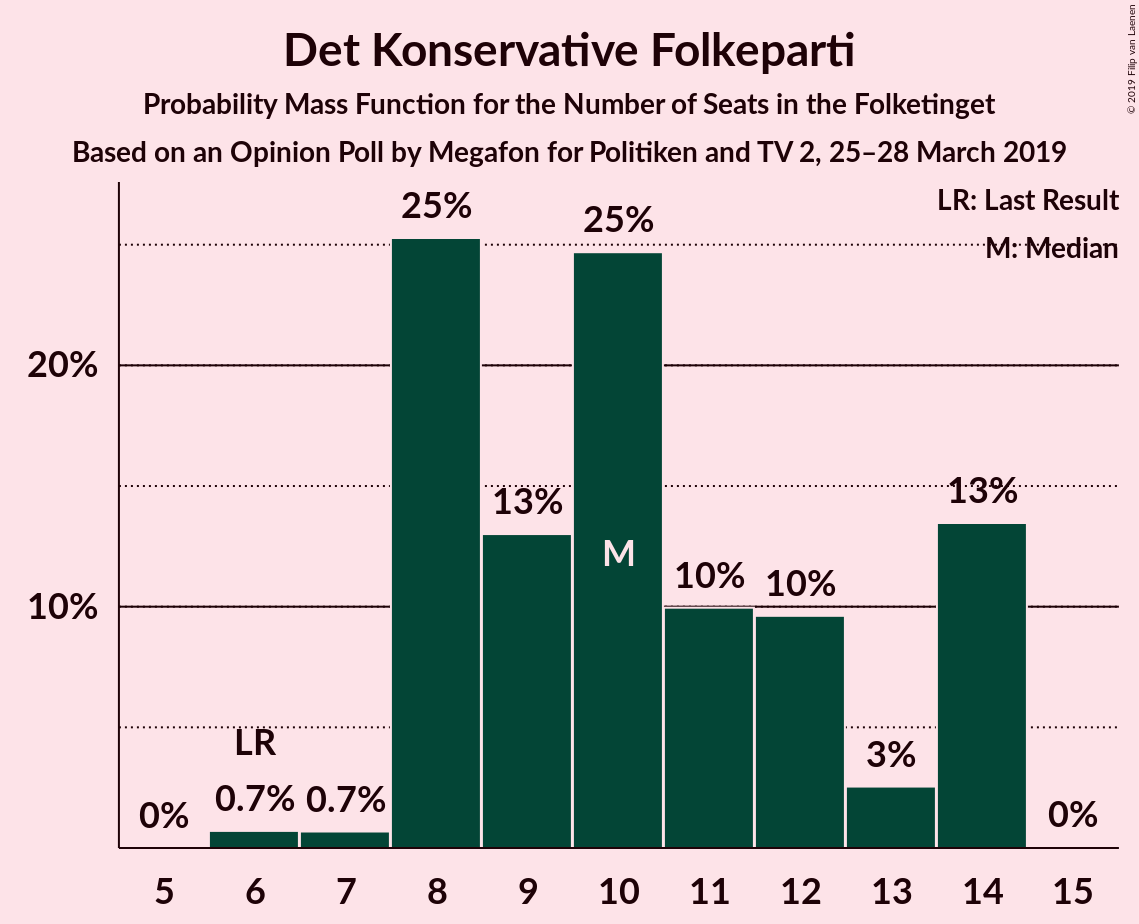 Det Konservative Folkeparti
Probability Mass Function for the Number of Seats in the Folketinget
Based on an Opinion Poll by Megafon for Politiken and TV 2, 25–28 March 2019
© 2019 Filip van Laenen
LR: Last Result
M: Median
25%
25%
20%
13%
13%
M
10%
10%
10%
LR
3%
0%
0.7%
0.7%
0%
5 6 7 8 9 10 11 12 13 14 15